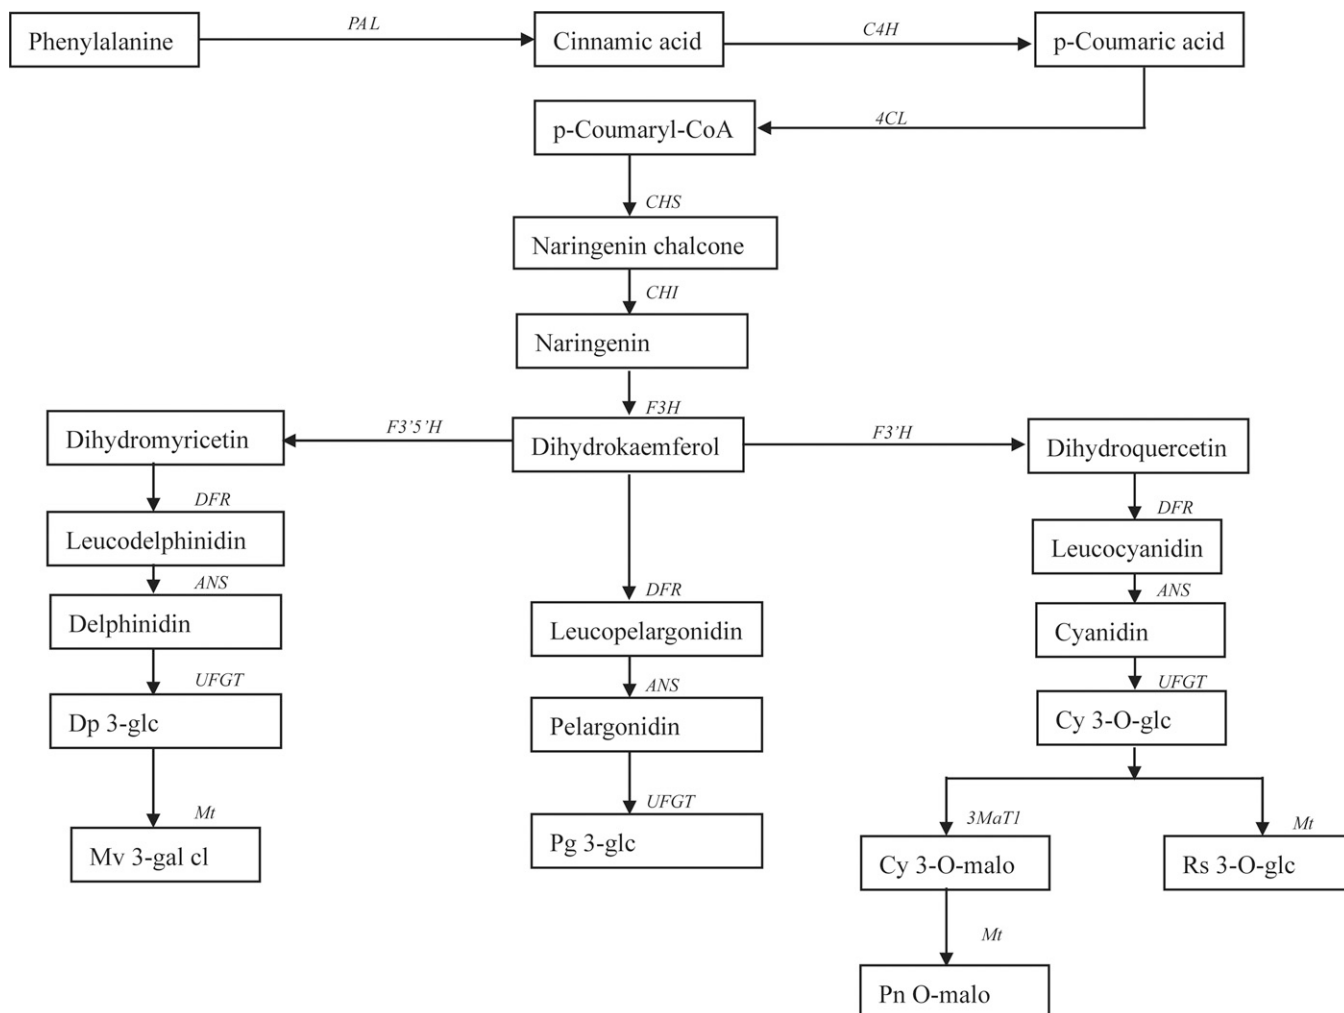 Phenylalanine
PAL
Cinnamic acid
C4H
p-Coumaric acid
p-Coumaryl-CoA
4CL
CHS
Naringenin chalcone
CHI
Naringenin
F3H
Dihydromyricetin
F3'5'H
Dihydrokaemferol
F3'H
Dihydroquercetin
DFR
Leucodelphinidin
ANS
Delphinidin
UFGT
Dp 3-glc
Mt
Mv 3-gal cl
DFR
Leucopelargonidin
ANS
Pelargonidin
UFGT
Pg 3-glc
DFR
Leucocyanidin
ANS
Cyanidin
UFGT
Cy 3-O-glc
3MaT1
Cy 3-O-malo
Mt
Rs 3-O-glc
Mt
Pn O-malo